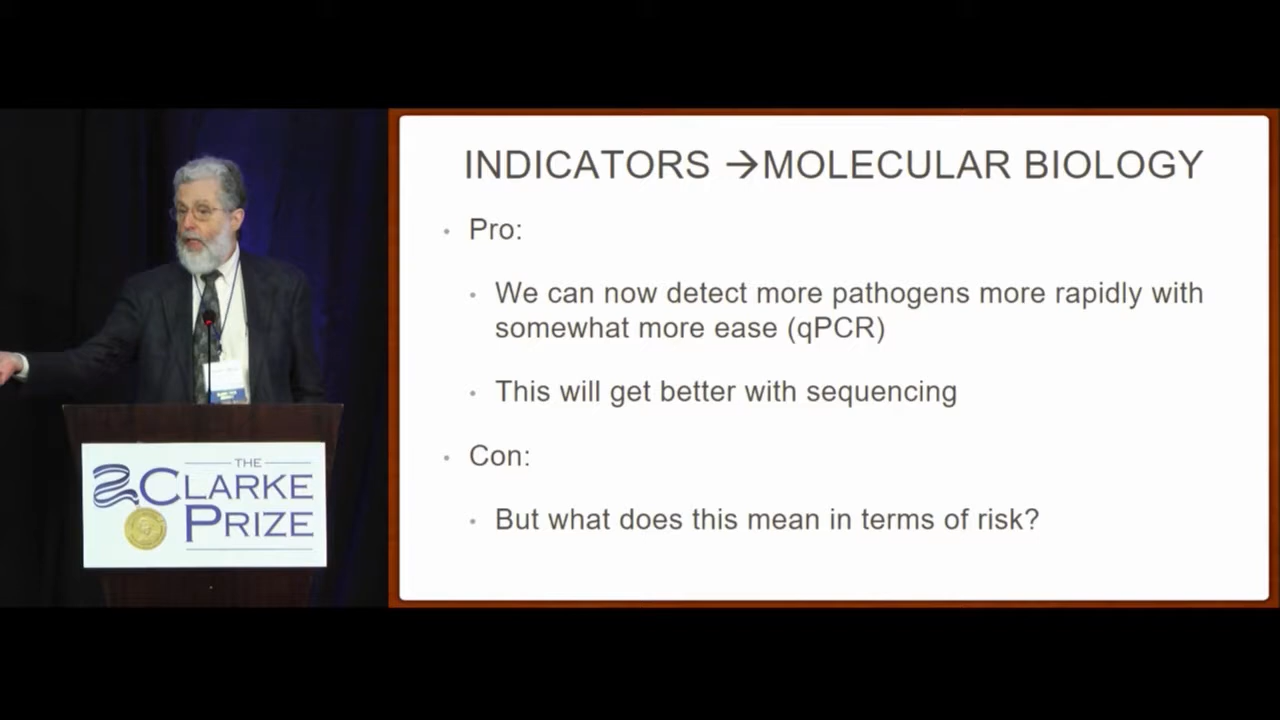 INDICATORS →MOLECULAR BIOLOGY
• Pro:
• We can now detect more pathogens more rapidly with
somewhat more ease (qPCR)
• This will get better with sequencing
• Con:
• But what does this mean in terms of risk?
THE
CLARKE
PRIZE